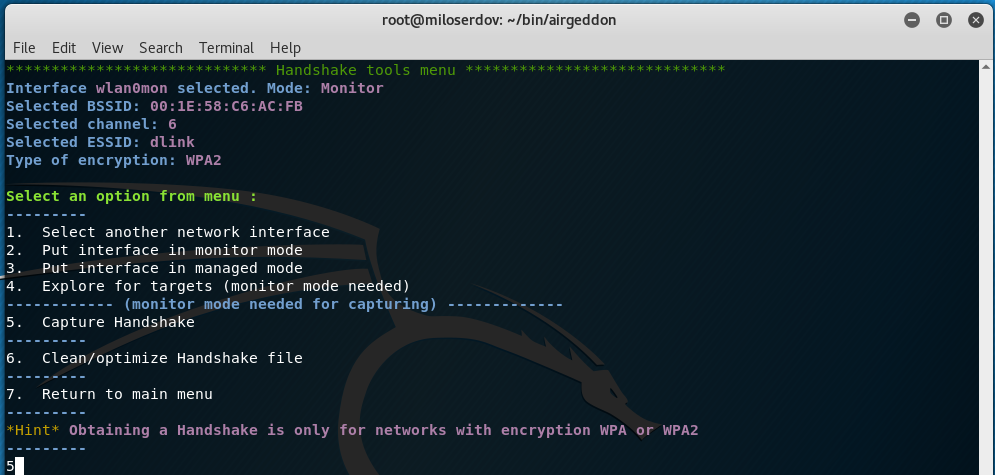 root@miloserdov: ~/bin/airgeddon
File Edit View Search Terminal Help
***************************** Handshake tools menu *****************************
Interface wlan0mon selected. Mode: Monitor
Selected BSSID: 00:1E:58:C6:AC:FB
Selected channel: 6
Selected ESSID: dlink
Type of encryption: WPA2
Select an option from menu :
---------
1.  Select another network interface
2.  Put interface in monitor mode
3.  Put interface in managed mode
4.  Explore for targets (monitor mode needed)
------------ (monitor mode needed for capturing) -------------
5.  Capture Handshake
---------
6.  Clean/optimize Handshake file
---------
7.  Return to main menu
---------
*Hint* Obtaining a Handshake is only for networks with encryption WPA or WPA2
---------
5